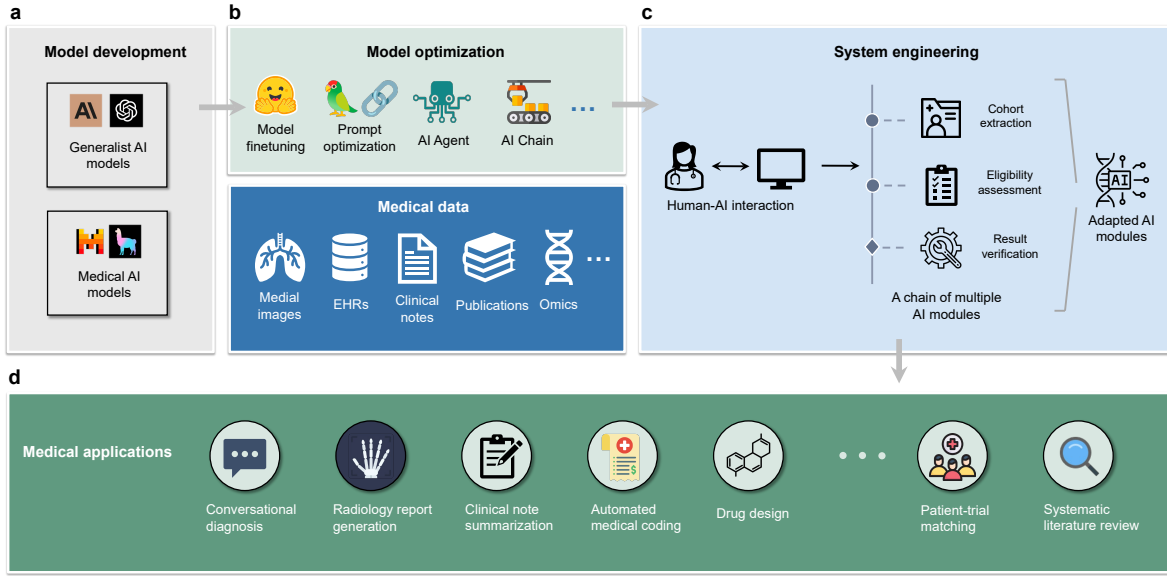 a
Model development
Generalist AI
models
Medical AI
models
b
Model optimization
Model
finetuning
Prompt
optimization
AI Agent
AI Chain
...
Medical data
Medial
images
EHRs
Clinical
notes
Publications
Omics
...
c
System engineering
Human-AI interaction
Cohort
extraction
Eligibility
assessment
Result
verification
A chain of multiple
AI modules
AI
Adapted AI
modules
d
Medical applications
Conversational
diagnosis
Radiology report
generation
Clinical note
summarization
$
Automated
medical coding
Drug design
...
Patient-trial
matching
Systematic
literature review